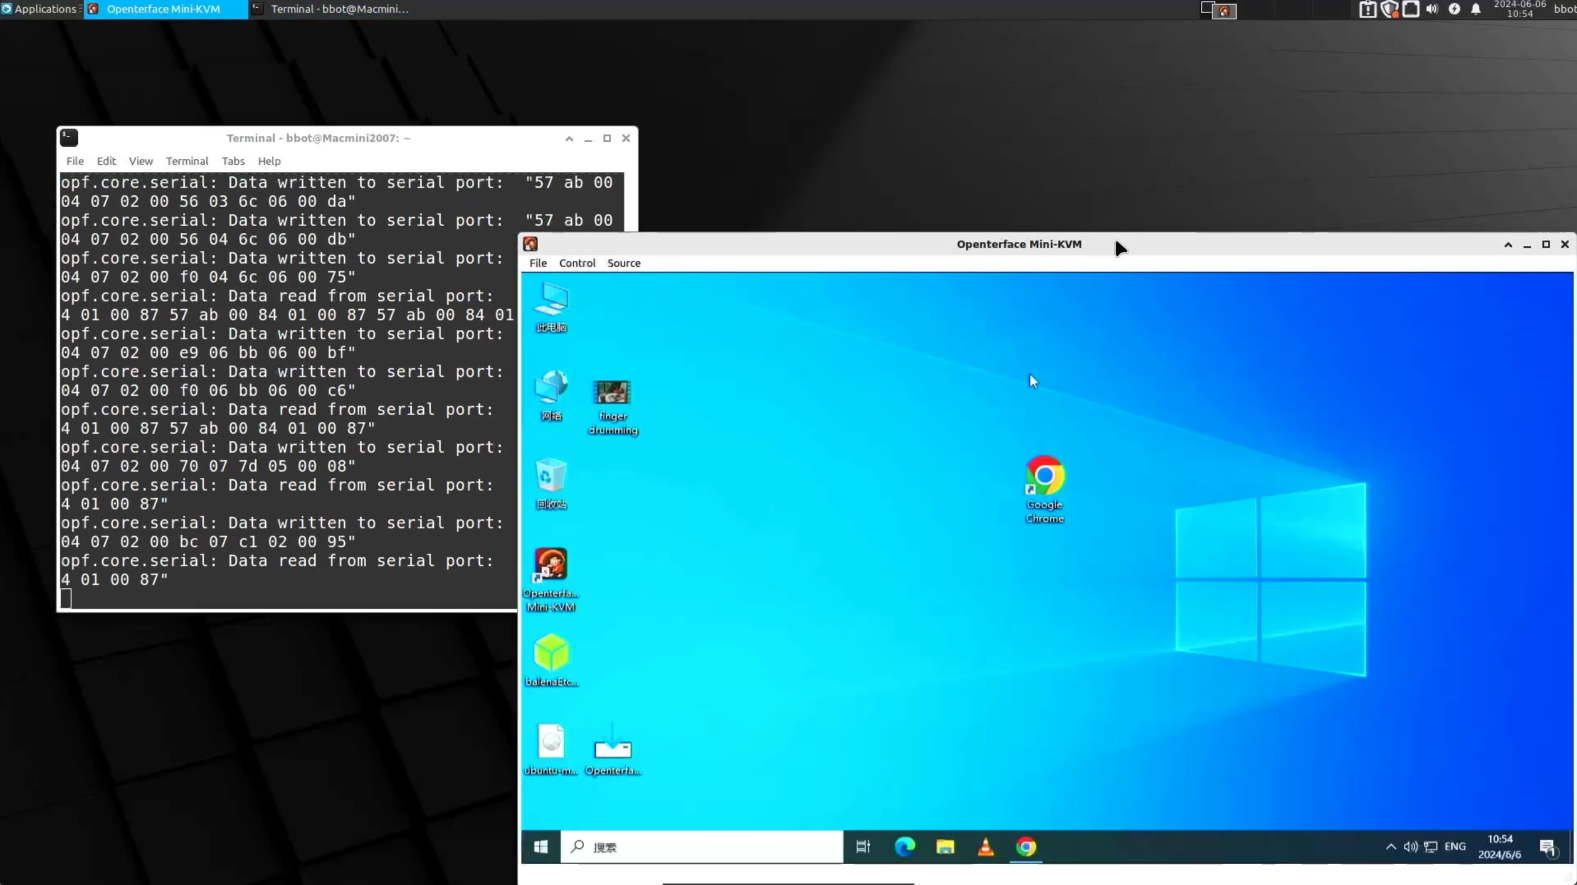 Applications
Openterface Mini-KVM
Terminal - bbot@Macmini...
2024-06-06
10:54
bbot
Terminal - bbot@Macmini2007: ~
File Edit View Terminal Tabs Help
opf.core.serial: Data written to serial port:  "57 ab 00
04 07 02 00 56 03 6c 06 00 da"
opf.core.serial: Data written to serial port:  "57 ab 00
04 07 02 00 56 04 6c 06 00 db"
opf.core.serial: Data written to serial port:
04 07 02 00 f0 04 6c 06 00 75"
opf.core.serial: Data read from serial port:
4 01 00 87 57 ab 00 84 01 00 87 57 ab 00 84 01
opf.core.serial: Data written to serial port:
04 07 02 00 e9 06 bb 06 00 bf"
opf.core.serial: Data written to serial port:
04 07 02 00 f0 06 bb 06 00 c6"
opf.core.serial: Data read from serial port:
4 01 00 87 57 ab 00 84 01 00 87"
opf.core.serial: Data written to serial port:
04 07 02 00 70 07 7d 05 00 08"
opf.core.serial: Data read from serial port:
4 01 00 87"
opf.core.serial: Data written to serial port:
04 07 02 00 bc 07 c1 02 00 95"
opf.core.serial: Data read from serial port:
4 01 00 87"
Openterface Mini-KVM
File Control Source
此电脑
网络
finger
drumming
回收站
Google
Chrome
Openterfa...
Mini-KVM
balenaEtc...
ubuntu-m...
Openterfa...
搜索
ENG
10:54
2024/6/6
1